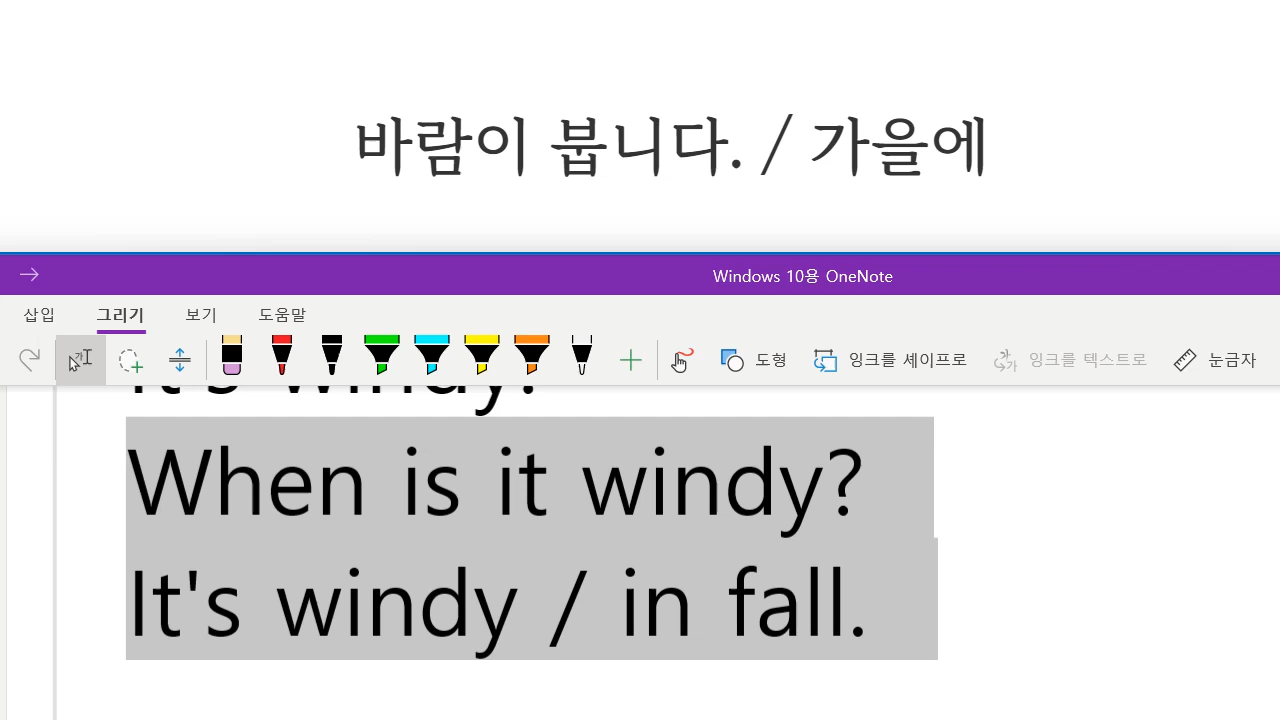 바람이 붑니다. / 가을에
Windows 10용 OneNote
삽입 그리기 보기 도움말
도형 잉크를 셰이프로 잉크를 텍스트로 눈금자
It's windy?
When is it windy?
It's windy / in fall.